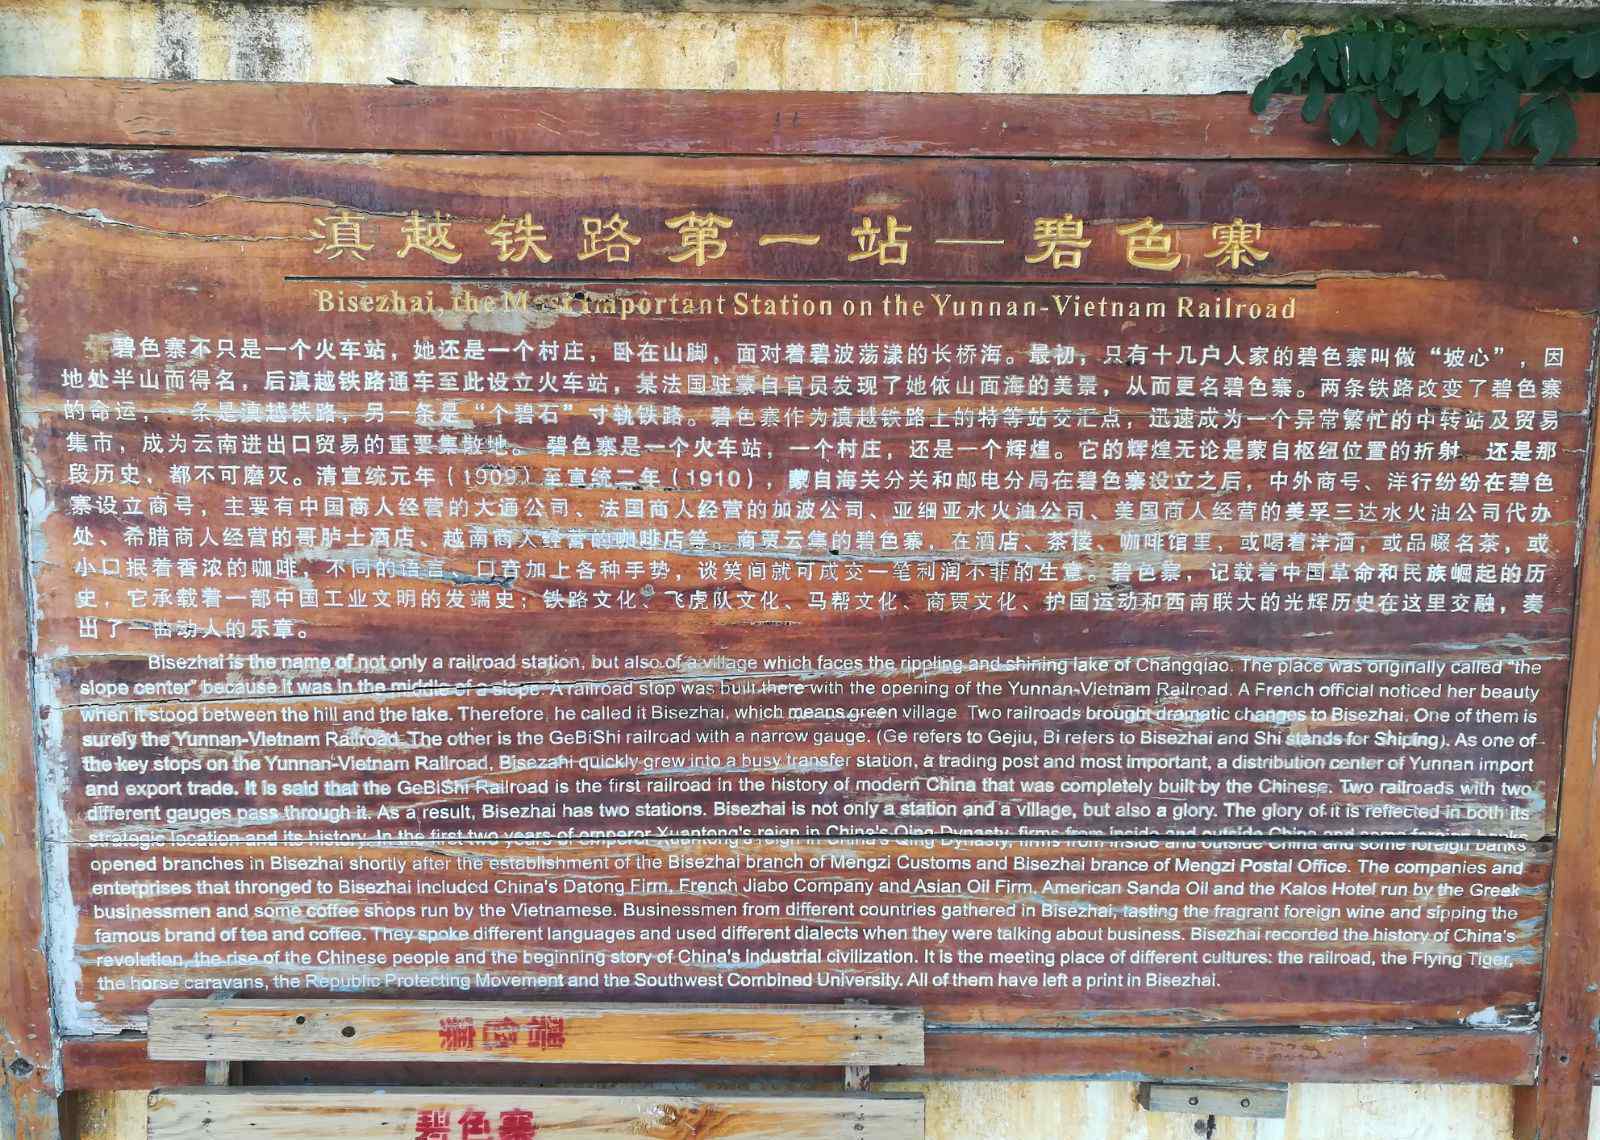 滇越铁路第一站—碧色寨
Bisezhai, the Most Important Station on the Yunnan-Vietnam Railroad
碧色寨不只是一个火车站，她还是一个村庄，卧在山脚，面对着碧波荡漾的长桥海。最初，只有十几户人家的碧色寨叫做“坡心”，因
地处半山而得名，后滇越铁路通车至此设立火车站，某法国驻蒙自官员发现了她依山面海的美景，从而更名碧色寨。两条铁路改变了碧色寨
的命运，一条是滇越铁路，另一条是“个碧石”寸轨铁路。碧色寨作为滇越铁路上的特等站交汇点，迅速成为一个异常繁忙的中转站及贸易
集市，成为云南进出口贸易的重要集散地。 碧色寨是一个火车站，一个村庄，还是一个辉煌。它的辉煌无论是蒙自枢纽位置的折射 还是那
段历史，都不可磨灭。清宣统元年（1909）至宣统二年（1910），蒙自海关分关和邮电分局在碧色寨设立之后，中外商号、洋行纷纷在碧色
寨设立商号，主要有中国商人经营的大通公司、法国商人经营的加波公司、亚细亚水火油公司、美国商人经营的美孚三达水火油公司代办
处、希腊商人经营的哥胪士酒店、越南商人经营的咖啡店等。商贾云集的碧色寨，在酒店、茶楼、咖啡馆里，或喝着洋酒，或品啜名茶，或
小口抿着香浓的咖啡，不同的语言 口音加上各种手势，谈笑间就可成交一笔利润不菲的生意。碧色寨，记载着中国革命和民族崛起的历
史，它承载着一部中国工业文明的发端史；铁路文化、飞虎队文化、马帮文化、商贾文化、护国运动和西南联大的光辉历史在这里交融，奏
出了一曲动人的乐章。
Bisezhai is the name of not only a railroad station, but also of a village which faces the rippling and shining lake of Changqiao. The place was originally called "the
slope center" because it was in the middle of a slope. A railroad stop was built there with the opening of the Yunnan-Vietnam Railroad. A French official noticed her beauty
when it stood between the hill and the lake. Therefore, he called it Bisezhai, which means green village. Two railroads brought dramatic changes to Bisezhai. One of them is
surely the Yunnan-Vietnam Railroad. The other is the GeBiShi railroad with a narrow gauge. (Ge refers to Gejiu, Bi refers to Bisezhai and Shi stands for Shiping). As one of
the key stops on the Yunnan-Vietnam Railroad, Bisezahi quickly grew into a busy transfer station, a trading post and most important, a distribution center of Yunnan import
and export trade. It is said that the GeBiShi Railroad is the first railroad in the history of modern China that was completely built by the Chinese. Two railroads with two
different gauges pass through it. As a result, Bisezhai has two stations. Bisezhai is not only a station and a village, but also a glory. The glory of it is reflected in both its
strategic location and its history. In the first two years of emperor Xuantong's reign in China's Qing Dynasty, firms from inside and outside China and some foreign banks
opened branches in Bisezhai shortly after the establishment of the Bisezhai branch of Mengzi Customs and Bisezhai brance of Mengzi Postal Office. The companies and
enterprises that thronged to Bisezhai included China's Datong Firm, French Jiabo Company and Asian Oil Firm, American Sanda Oil and the Kalos Hotel run by the Greek
businessmen and some coffee shops run by the Vietnamese. Businessmen from different countries gathered in Bisezhai, tasting the fragrant foreign wine and sipping the
famous brand of tea and coffee. They spoke different languages and used different dialects when they were talking about business. Bisezhai recorded the history of China's
revolution, the rise of the Chinese people and the beginning story of China's industrial civilization. It is the meeting place of different cultures: the railroad, the Flying Tiger,
the horse caravans, the Republic Protecting Movement and the Southwest Combined University. All of them have left a print in Bisezhai.
碧色寨
碧色寨